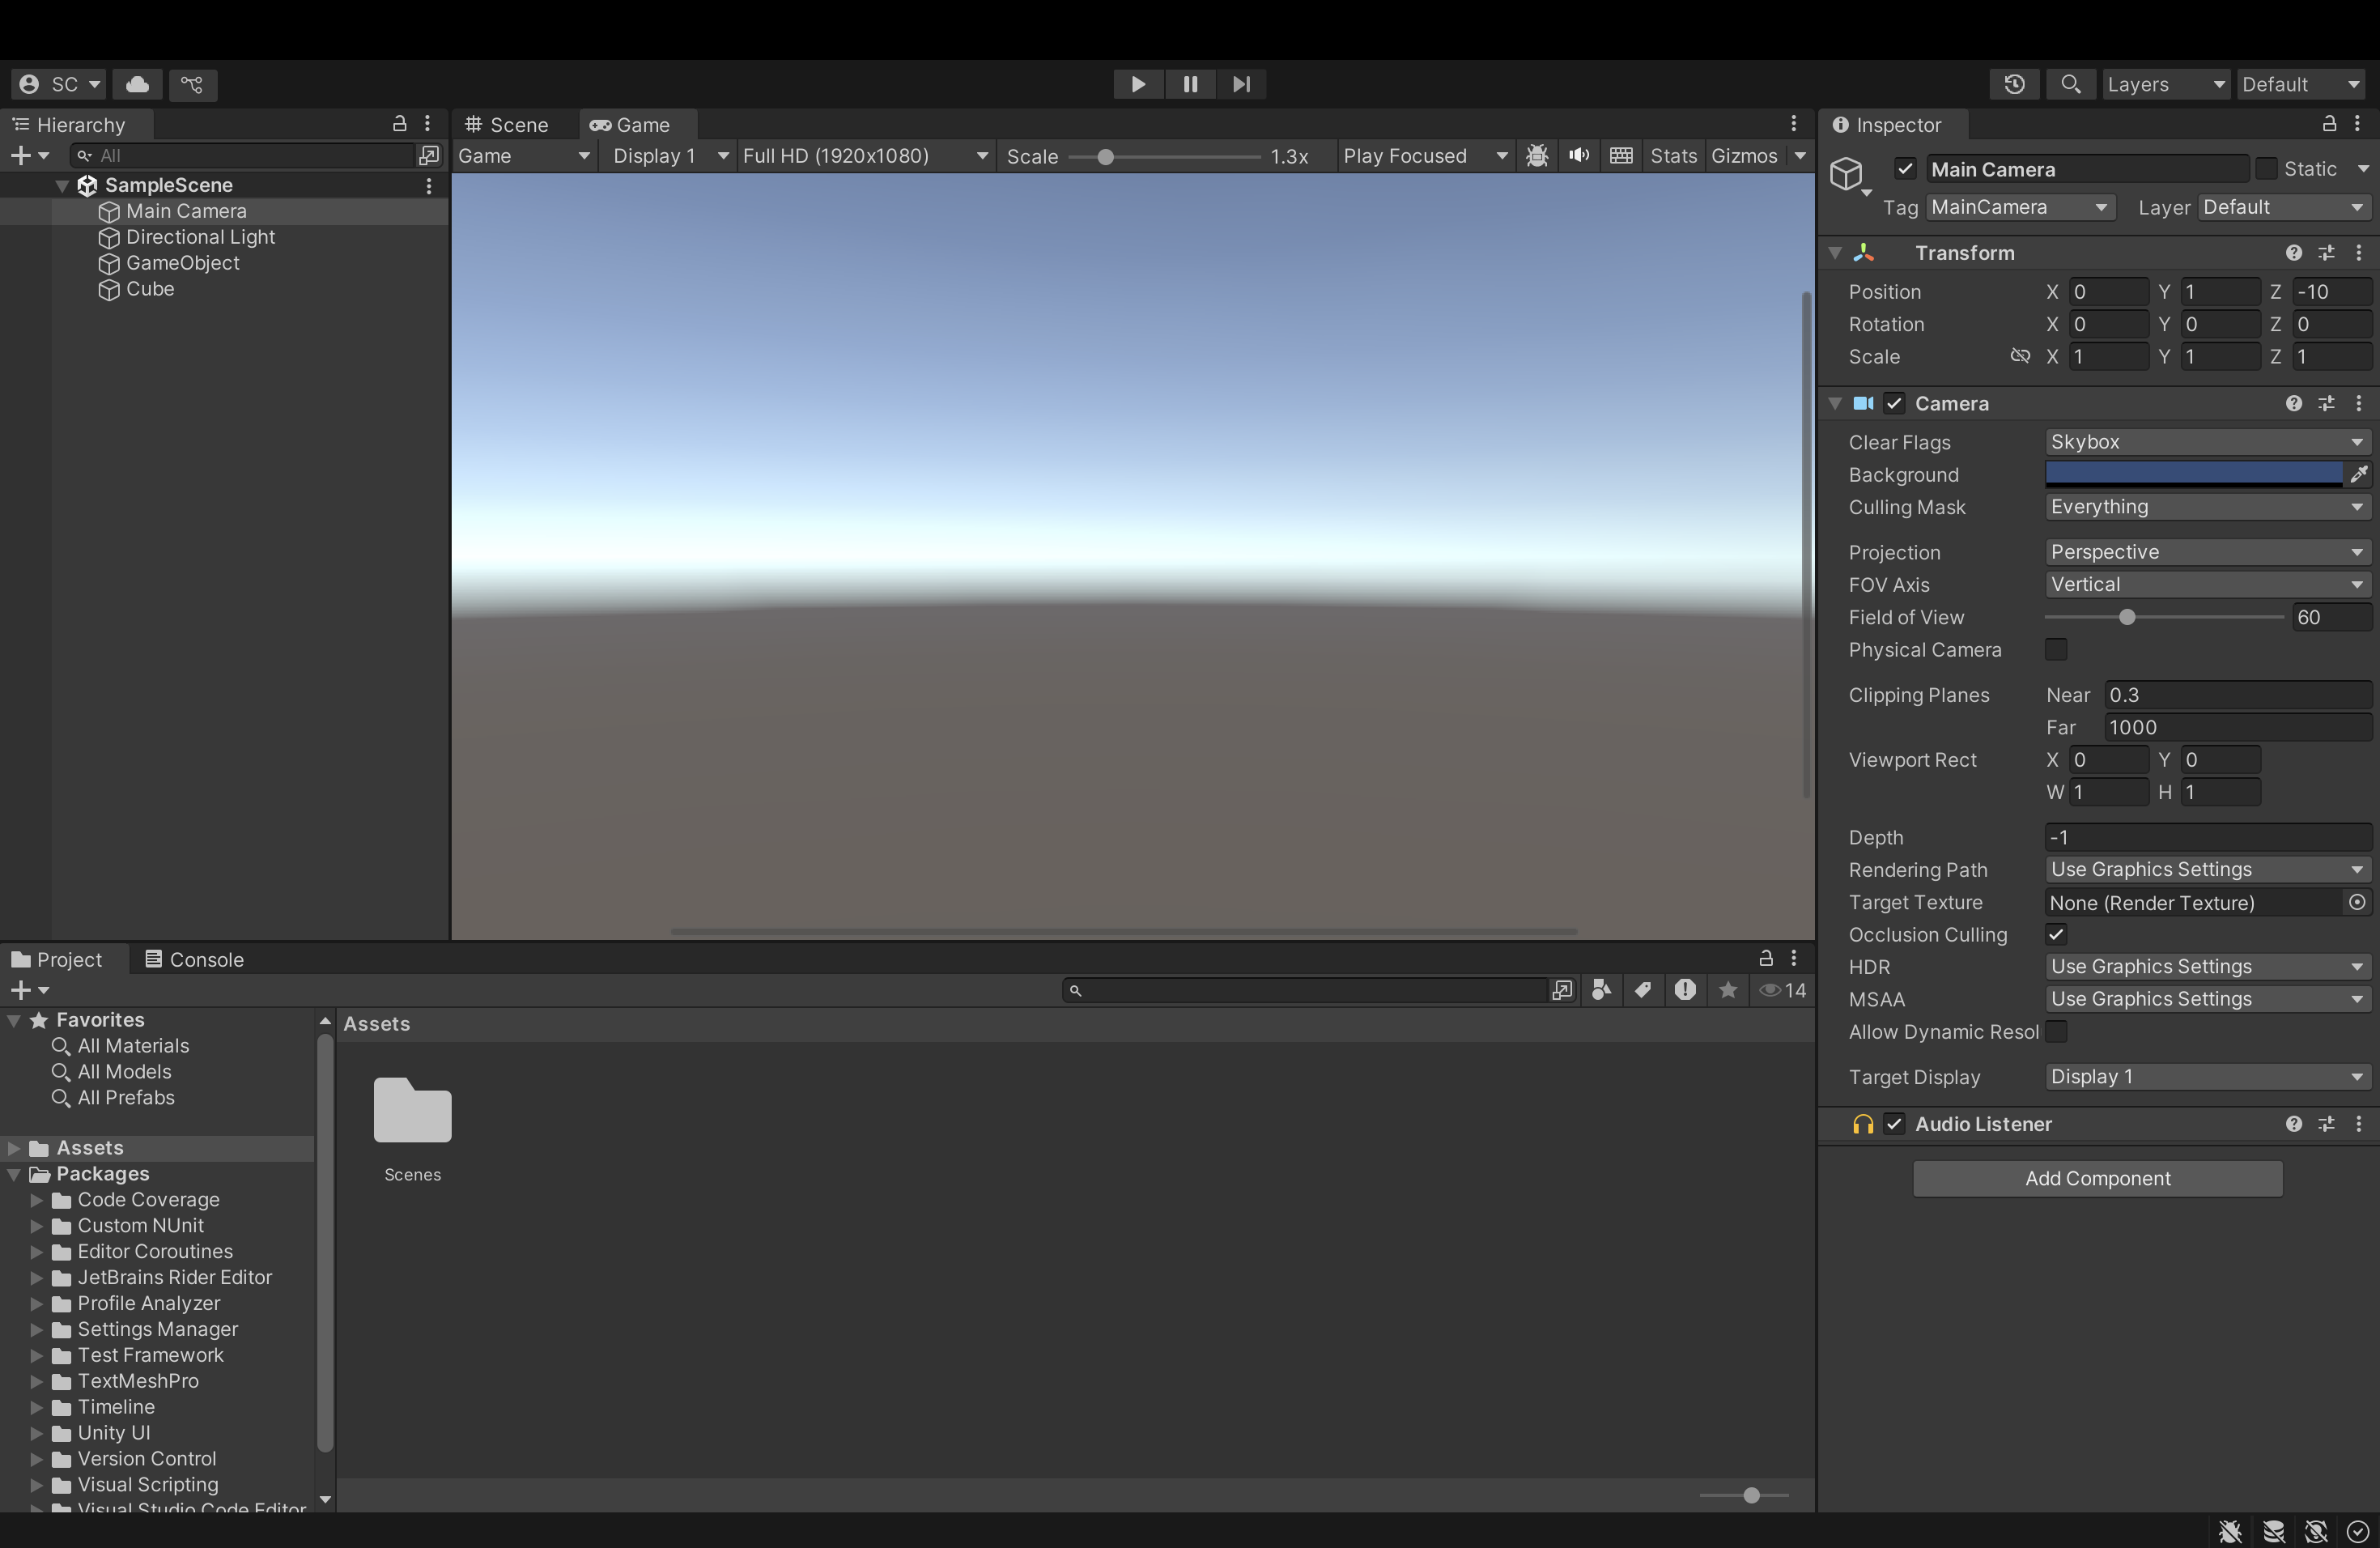 SC
Layers
Default
Hierarchy
All
SampleScene
Main Camera
Directional Light
GameObject
Cube
Scene
Game
Game
Display 1
Full HD (1920x1080)
Scale
1.3x
Play Focused
Stats
Gizmos
Inspector
Main Camera
Static
Tag
MainCamera
Layer
Default
Transform
Position X 0 Y 1 Z -10
Rotation X 0 Y 0 Z 0
Scale X 1 Y 1 Z 1
Camera
Clear Flags Skybox
Background
Culling Mask Everything
Projection Perspective
FOV Axis Vertical
Field of View 60
Physical Camera
Clipping Planes Near 0.3
Far 1000
Viewport Rect X 0 Y 0
W 1 H 1
Depth -1
Rendering Path Use Graphics Settings
Target Texture None (Render Texture)
Occlusion Culling
HDR Use Graphics Settings
MSAA Use Graphics Settings
Allow Dynamic Resol
Target Display Display 1
Audio Listener
Add Component
Project
Console
14
Favorites
All Materials
All Models
All Prefabs
Assets
Packages
Code Coverage
Custom NUnit
Editor Coroutines
JetBrains Rider Editor
Profile Analyzer
Settings Manager
Test Framework
TextMeshPro
Timeline
Unity UI
Version Control
Visual Scripting
Visual Studio Code Editor
Assets
Scenes